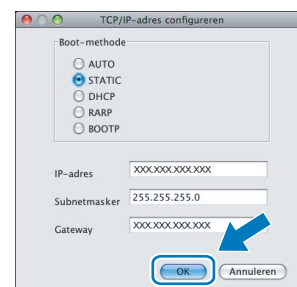 TCP/IP-adres configureren
Boot-methode
AUTO
STATIC
DHCP
RARP
BOOTP
IP-adres XXX.XXX.XXX.XXX
Subnetmasker 255.255.255.0
Gateway XXX.XXX.XXX.XXX
OK Annuleren